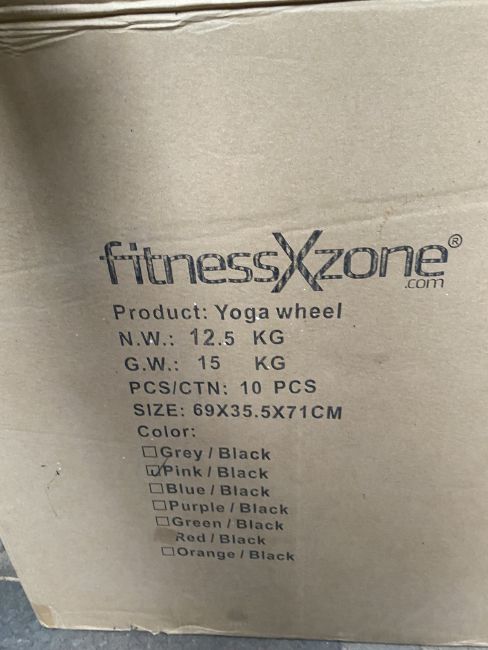 fitnessXzone®
.com
Product: Yoga wheel
N.W.: 12.5 KG
G.W.: 15 KG
PCS/CTN: 10 PCS
SIZE: 69X35.5X71CM
Color:
☐Grey / Black
☑Pink / Black
☐Blue / Black
☐Purple / Black
☐Green / Black
Red / Black
☐Orange / Black